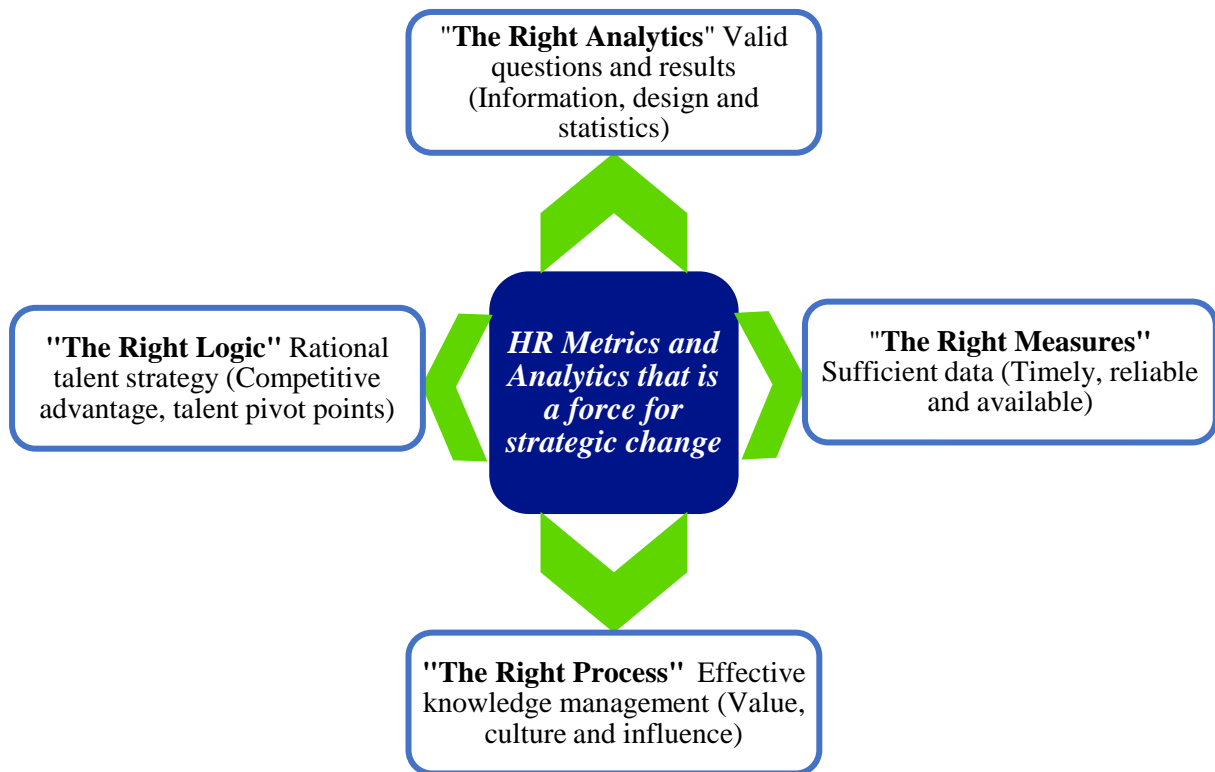 "The Right Analytics" Valid
questions and results
(Information, design and
statistics)
"The Right Logic" Rational
talent strategy (Competitive
advantage, talent pivot points)
HR Metrics and
Analytics that is
a force for
strategic change
"The Right Measures"
Sufficient data (Timely, reliable
and available)
"The Right Process"  Effective
knowledge management (Value,
culture and influence)